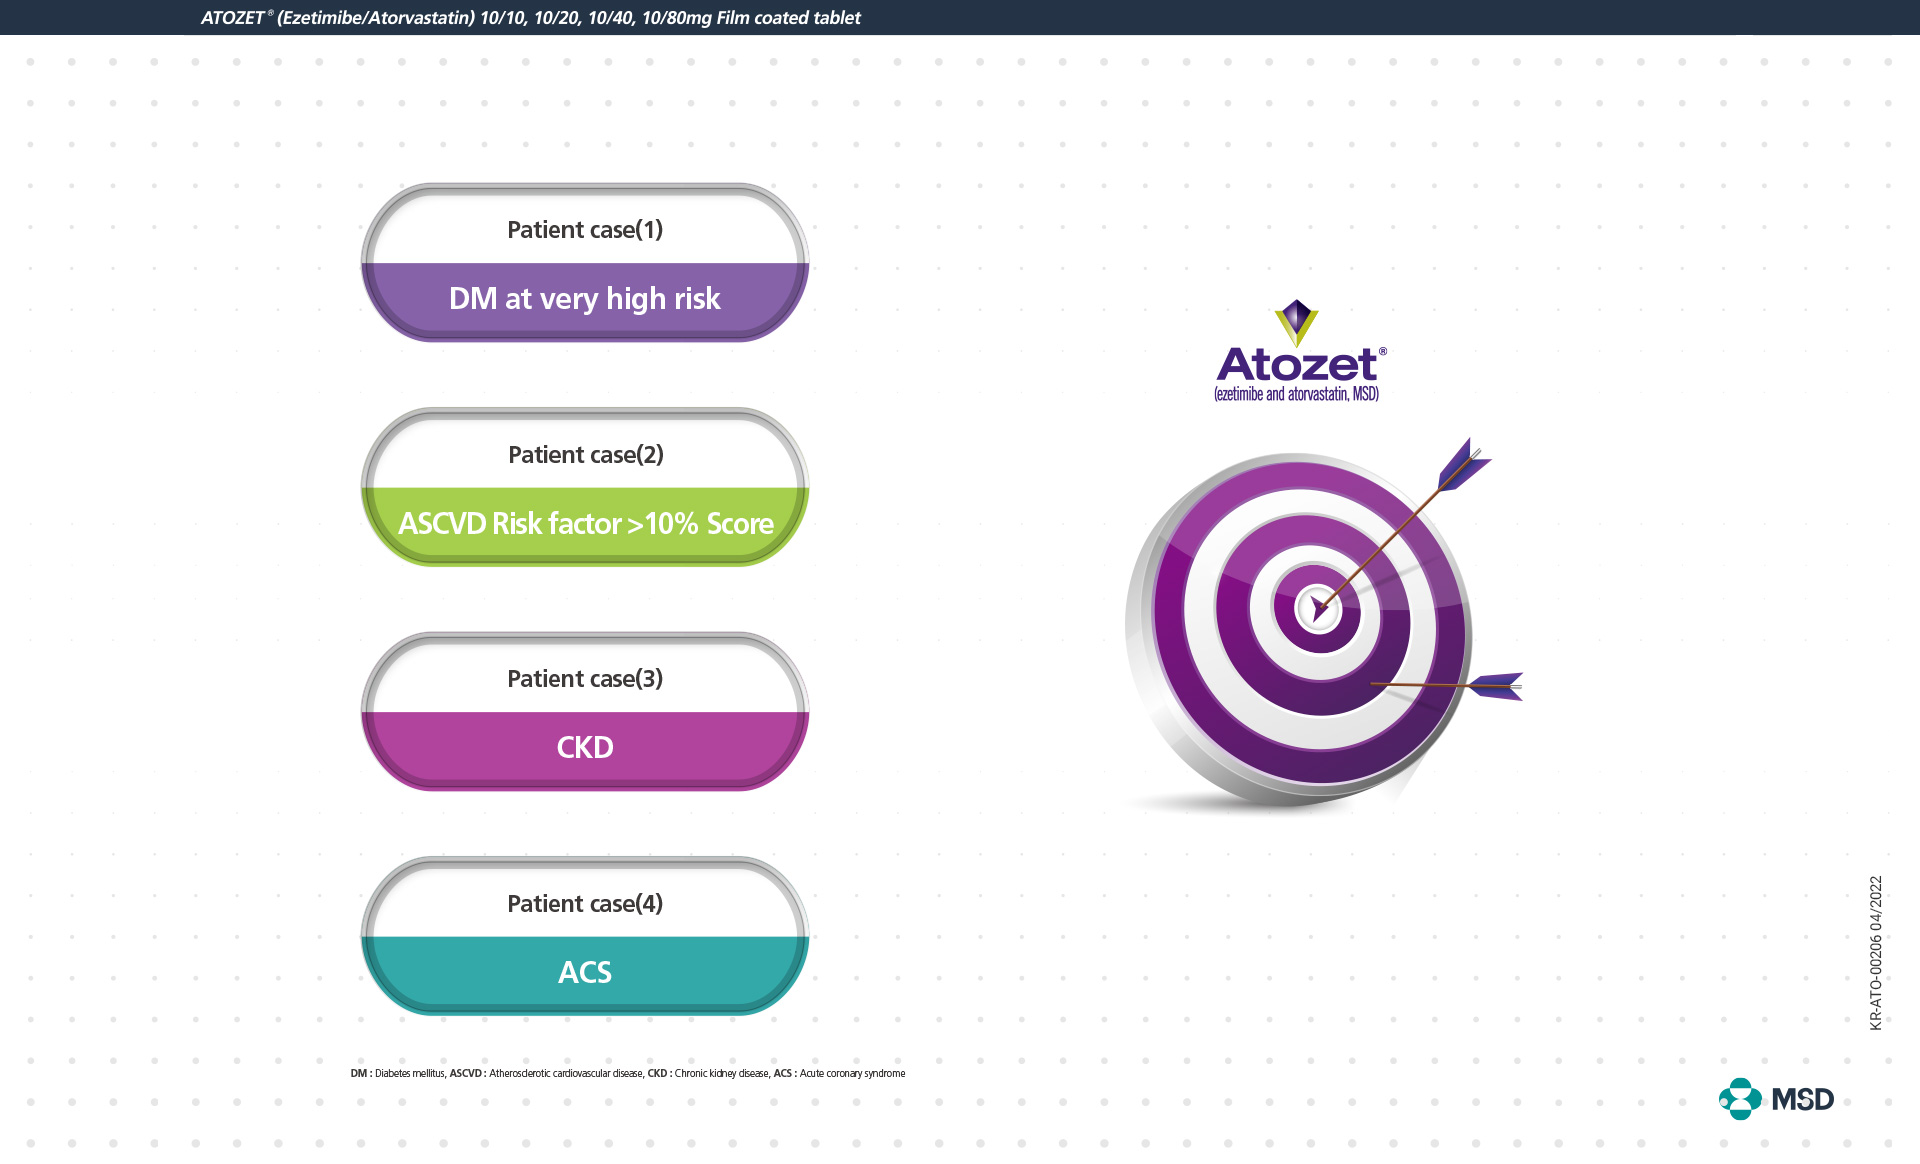 ATOZET® (Ezetimibe/Atorvastatin) 10/10, 10/20, 10/40, 10/80mg Film coated tablet
Patient case(1)
DM at very high risk
Patient case(2)
ASCVD Risk factor >10% Score
Patient case(3)
CKD
Patient case(4)
ACS
DM : Diabetes mellitus, ASCVD : Atherosclerotic cardiovascular disease, CKD : Chronic kidney disease, ACS : Acute coronary syndrome
Atozet®
(ezetimibe and atorvastatin, MSD)
KR-ATO-00206 04/2022
MSD